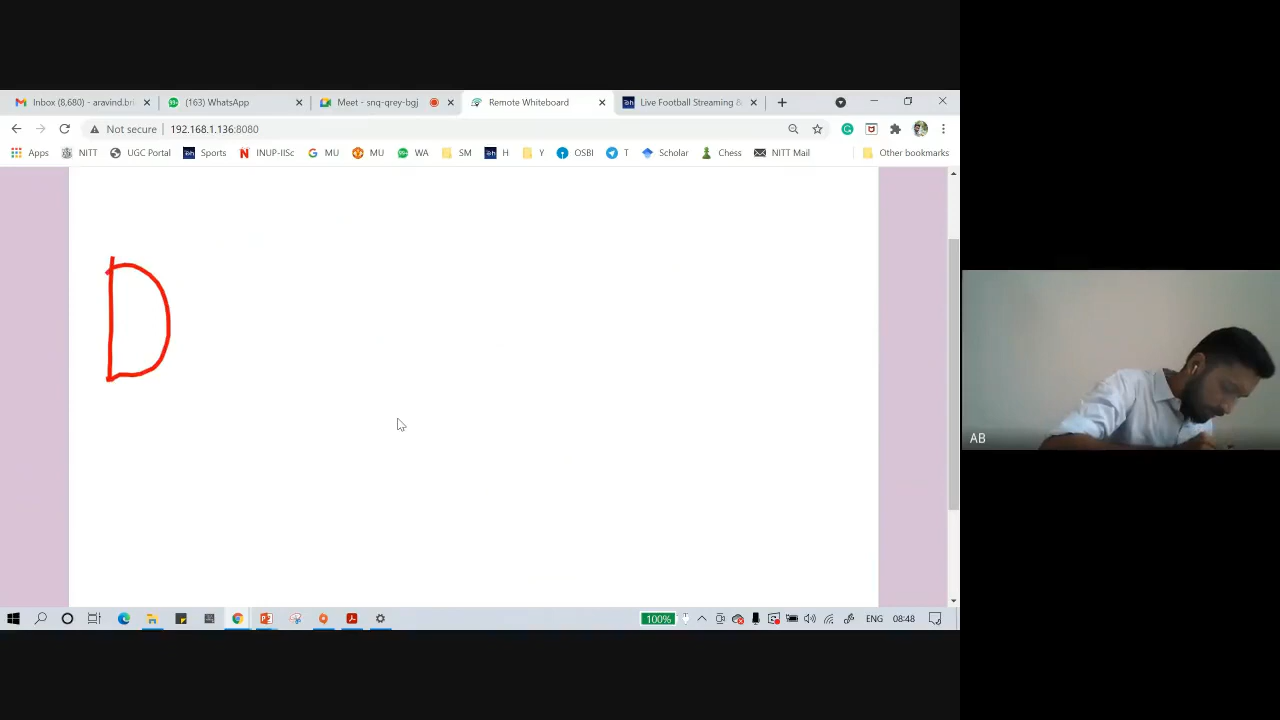 Inbox (8,680) - aravind.bri
(163) WhatsApp
Meet - snq-qrey-bgj
Remote Whiteboard
Live Football Streaming &
Not secure 192.168.1.136:8080
Apps NITT UGC Portal Sports INUP-IISc MU MU WA SM H Y OSBI T Scholar Chess NITT Mail Other bookmarks
D
AB
100% ENG 08:48